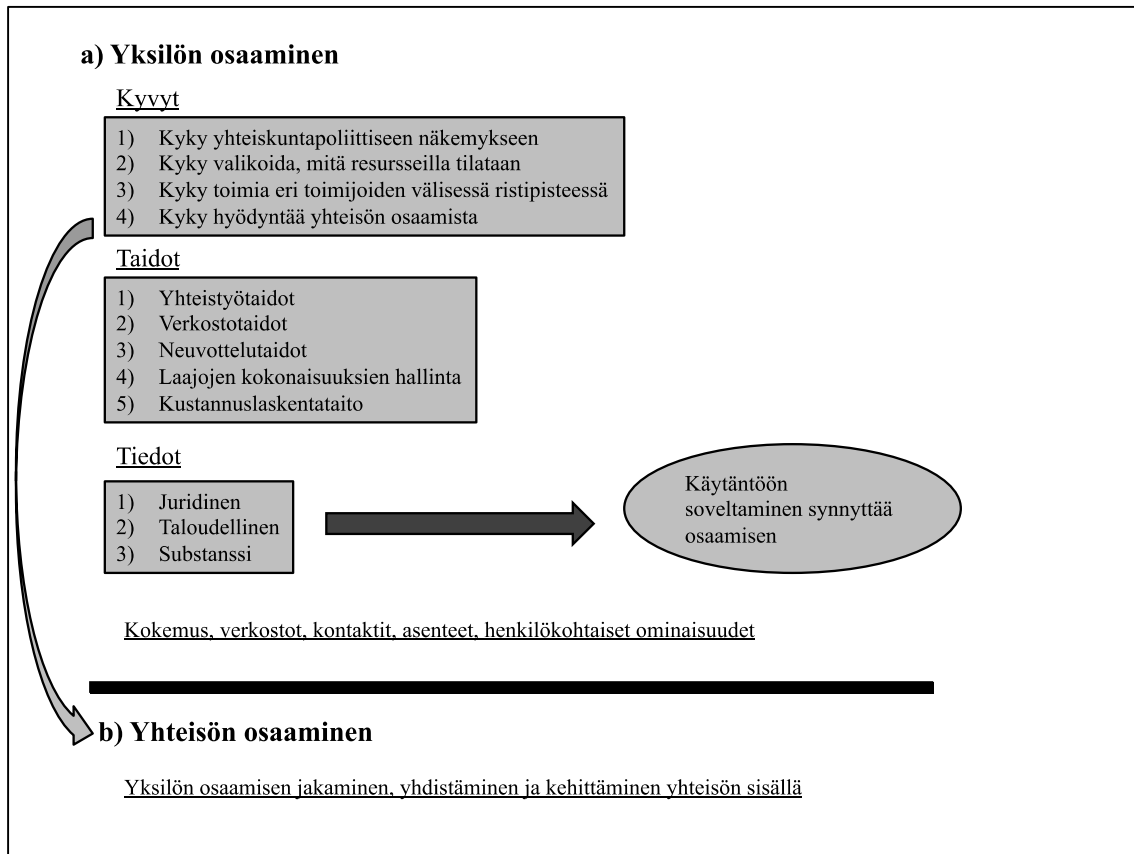 a) Yksilön osaaminen
Kyvyt
1) Kyky yhteiskuntapoliittiseen näkemykseen
2) Kyky valikoida, mitä resursseilla tilataan
3) Kyky toimia eri toimijoiden välisessä ristipisteessä
4) Kyky hyödyntää yhteisön osaamista
Taidot
1) Yhteistyötaidot
2) Verkostotaidot
3) Neuvottelutaidot
4) Laajojen kokonaisuuksien hallinta
5) Kustannuslaskentataito
Tiedot
1) Juridinen
2) Taloudellinen
3) Substanssi
Käytäntöön
soveltaminen synnyttää
osaamisen
Kokemus, verkostot, kontaktit, asenteet, henkilökohtaiset ominaisuudet
b) Yhteisön osaaminen
Yksilön osaamisen jakaminen, yhdistäminen ja kehittäminen yhteisön sisällä